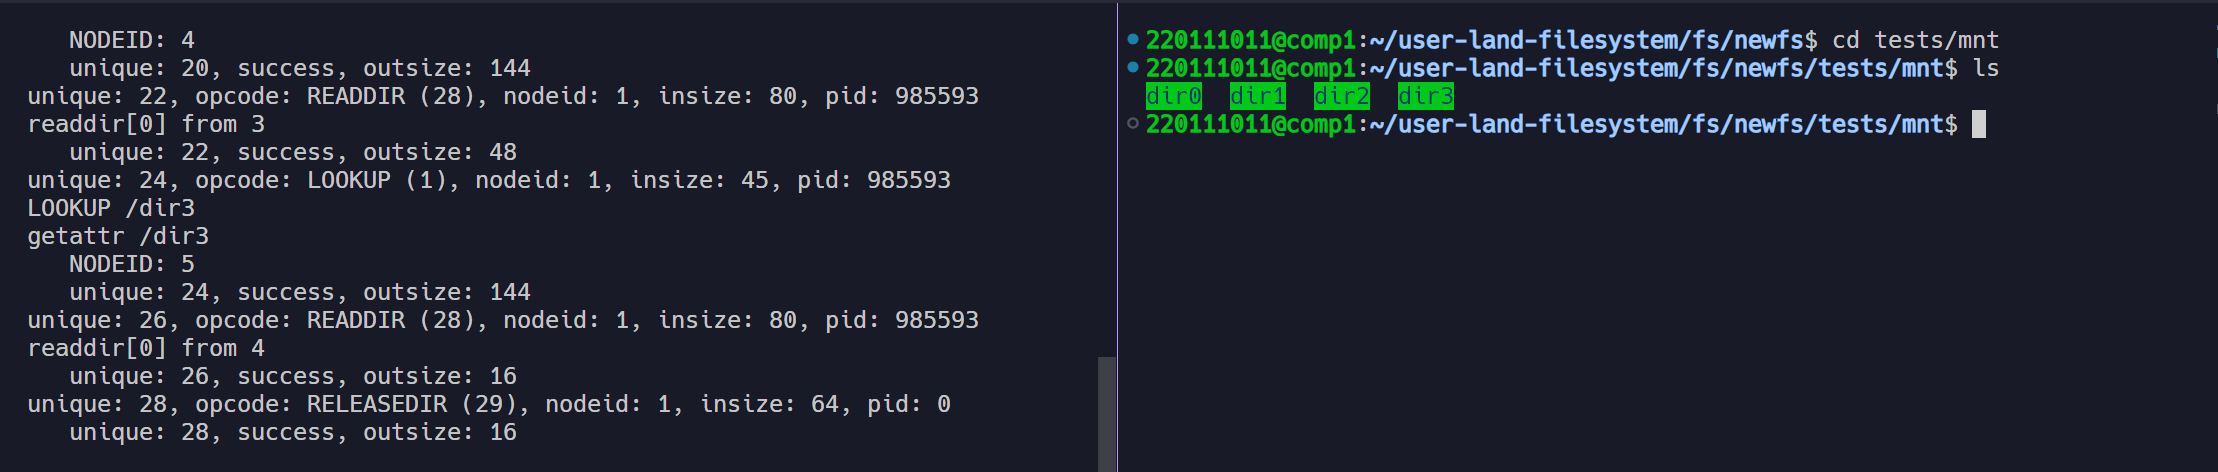 NODEID: 4
unique: 20, success, outsize: 144
unique: 22, opcode: READDIR (28), nodeid: 1, insize: 80, pid: 985593
readdir[0] from 3
unique: 22, success, outsize: 48
unique: 24, opcode: LOOKUP (1), nodeid: 1, insize: 45, pid: 985593
LOOKUP /dir3
getattr /dir3
NODEID: 5
unique: 24, success, outsize: 144
unique: 26, opcode: READDIR (28), nodeid: 1, insize: 80, pid: 985593
readdir[0] from 4
unique: 26, success, outsize: 16
unique: 28, opcode: RELEASEDIR (29), nodeid: 1, insize: 64, pid: 0
unique: 28, success, outsize: 16
220111011@comp1:~/user-land-filesystem/fs/newfs$ cd tests/mnt
220111011@comp1:~/user-land-filesystem/fs/newfs/tests/mnt$ ls
dir0 dir1 dir2 dir3
220111011@comp1:~/user-land-filesystem/fs/newfs/tests/mnt$